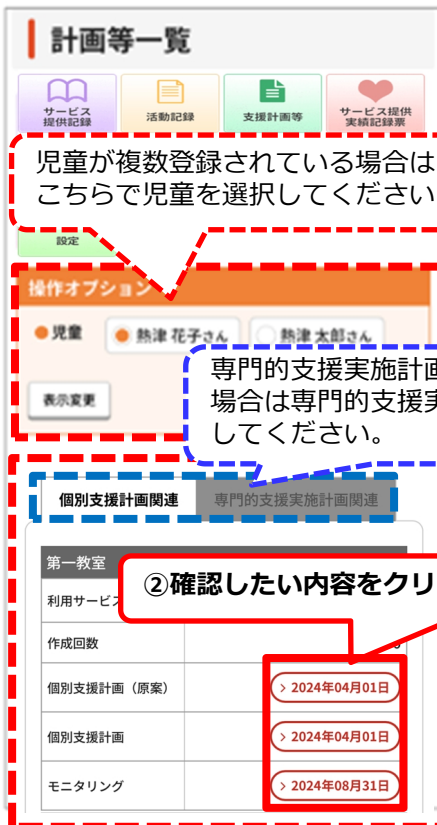 計画等一覧
サービス
提供記録
活動記録
支援計画等
サービス提供
実績記録票
児童が複数登録されている場合は
こちらで児童を選択してください
設定
操作オプション
児童
熱津 花子さん
熱津 太郎さん
専門的支援実施計画
場合は専門的支援実
してください。
表示変更
個別支援計画関連
専門的支援実施計画関連
第一教室
利用サービ
②確認したい内容をクリ
作成回数
個別支援計画（原案）
> 2024年04月01日
個別支援計画
> 2024年04月01日
モニタリング
> 2024年08月31日